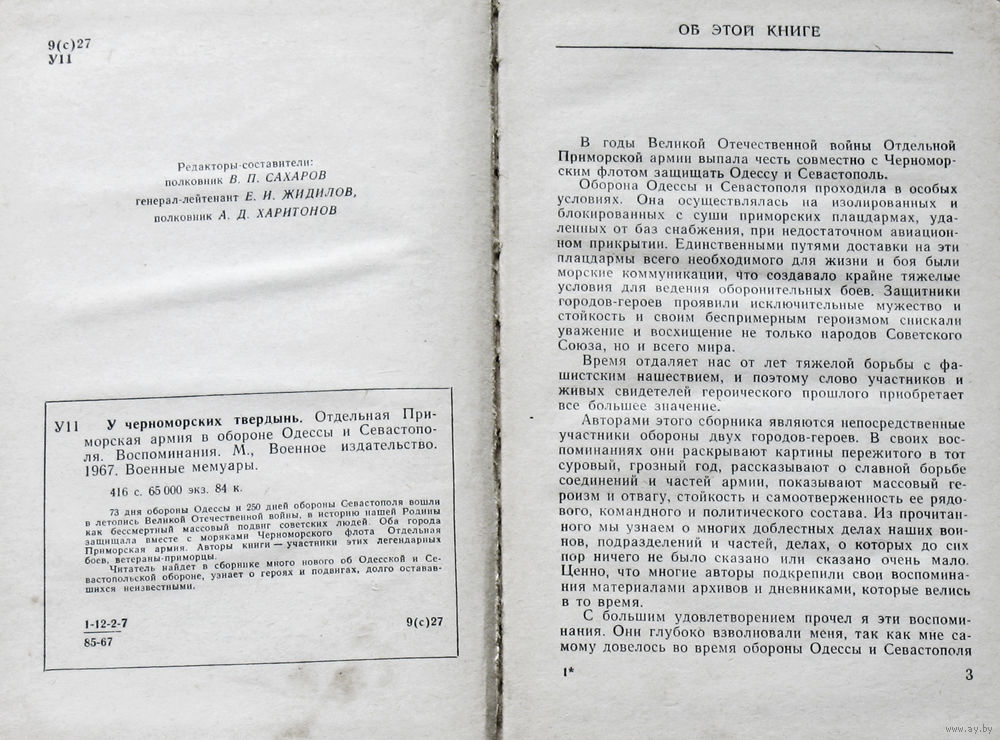 9(с)27
У11
Редакторы-составители:
полковник В. П. САХАРОВ
генерал-лейтенант Е. И. ЖИДИЛОВ,
полковник А. Д. ХАРИТОНОВ
У11 У черноморских твердынь. Отдельная При-
морская армия в обороне Одессы и Севастопо-
ля. Воспоминания. М., Военное издательство.
1967. Военные мемуары.
416 с. 65 000 экз. 84 к.
73 дня обороны Одессы и 250 дней обороны Севастополя вошли
в летопись Великой Отечественной войны, в историю нашей Родины
как бессмертный массовый подвиг советских людей. Оба города
защищала вместе с моряками Черноморского флота Отдельная
Приморская армия. Авторы книги — участники этих легендарных
боев, ветераны-приморцы.
Читатель найдет в сборнике много нового об Одесской и Се-
вастопольской обороне, узнает о героях и подвигах, долго оставав-
шихся неизвестными.
1-12-2-7
85-67
9(с)27
ОБ ЭТОЙ КНИГЕ
В годы Великой Отечественной войны Отдельной
Приморской армии выпала честь совместно с Черномор-
ским флотом защищать Одессу и Севастополь.
Оборона Одессы и Севастополя проходила в особых
условиях. Она осуществлялась на изолированных и
блокированных с суши приморских плацдармах, уда-
ленных от баз снабжения, при недостаточном авиацион-
ном прикрытии. Единственными путями доставки на эти
плацдармы всего необходимого для жизни и боя были
морские коммуникации, что создавало крайне тяжелые
условия для ведения оборонительных боев. Защитники
городов-героев проявили исключительные мужество и
стойкость и своим беспримерным героизмом снискали
уважение и восхищение не только народов Советского
Союза, но и всего мира.
Время отдаляет нас от лет тяжелой борьбы с фа-
шистским нашествием, и поэтому слово участников и
живых свидетелей героического прошлого приобретает
все большее значение.
Авторами этого сборника являются непосредственные
участники обороны двух городов-героев. В своих вос-
поминаниях они раскрывают картины пережитого в тот
суровый, грозный год, рассказывают о славной борьбе
соединений и частей армии, показывают массовый ге-
роизм и отвагу, стойкость и самоотверженность ее рядо-
вого, командного и политического состава. Из прочитан-
ного мы узнаем о многих доблестных делах наших вои-
нов, подразделений и частей, делах, о которых до сих
пор ничего не было сказано или сказано очень мало.
Ценно, что многие авторы подкрепили свои воспомина-
ния материалами архивов и дневниками, которые велись
в то время.
С большим удовлетворением прочел я эти воспоми-
нания. Они глубоко взволновали меня, так как мне са-
мому довелось во время обороны Одессы и Севастополя
1*
3
www.ay.by